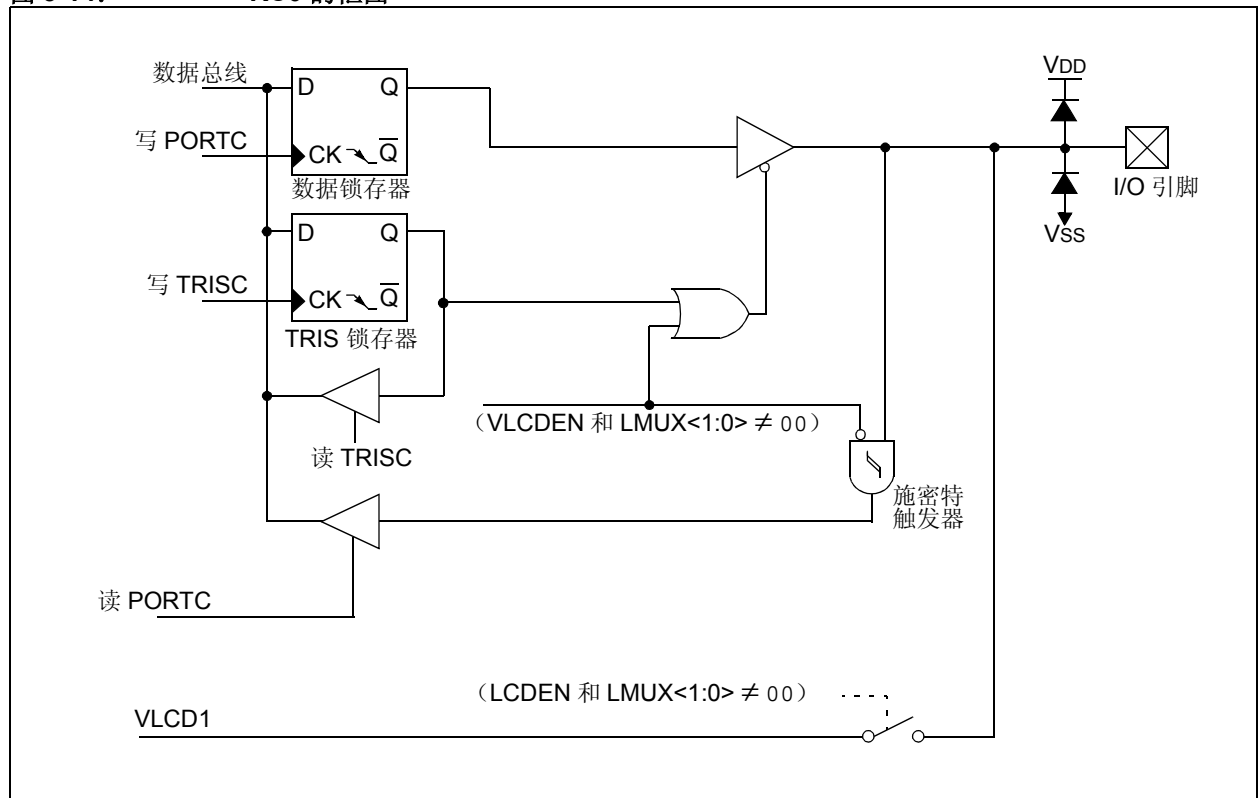 数据总线
D Q
写 PORTC
CK Q
数据锁存器
D Q
写 TRISC
CK Q
TRIS 锁存器
读 TRISC
(VLCDEN 和 LMUX<1:0> ≠ 00)
施密特
触发器
读 PORTC
(LCDEN 和 LMUX<1:0> ≠ 00)
VLCD1
VDD
I/O 引脚
VSS